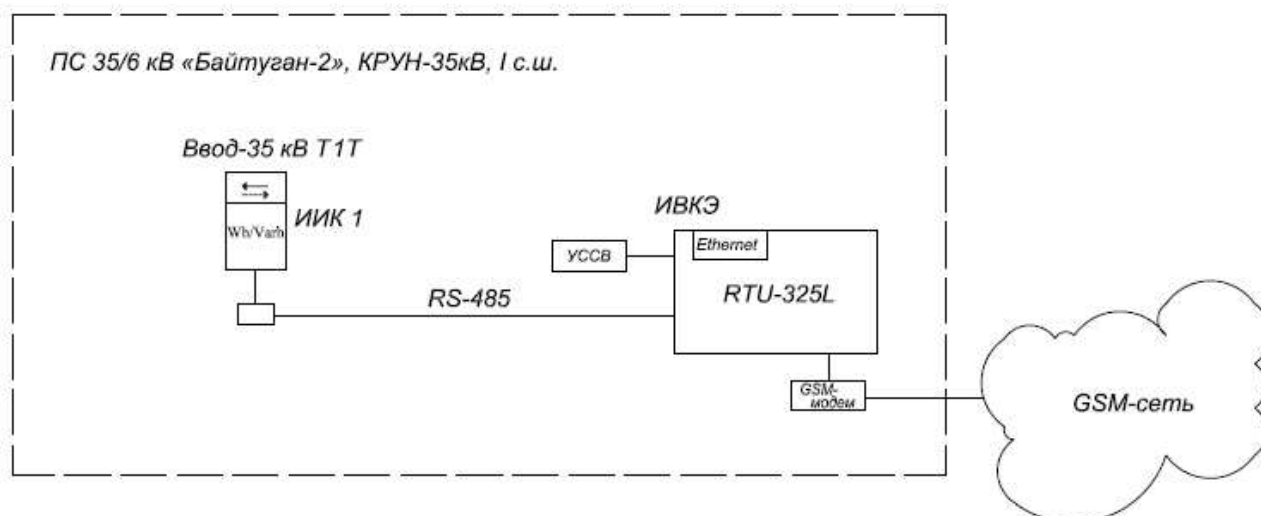 ПС 35/6 кВ «Байтуган-2», КРУН-35кВ, I с.ш.
Ввод-35 кВ Т1Т
ИИК 1
Wh/Varh
ИВКЭ
Ethernet
УССВ
RTU-325L
RS-485
GSM-
модем
GSM-сеть